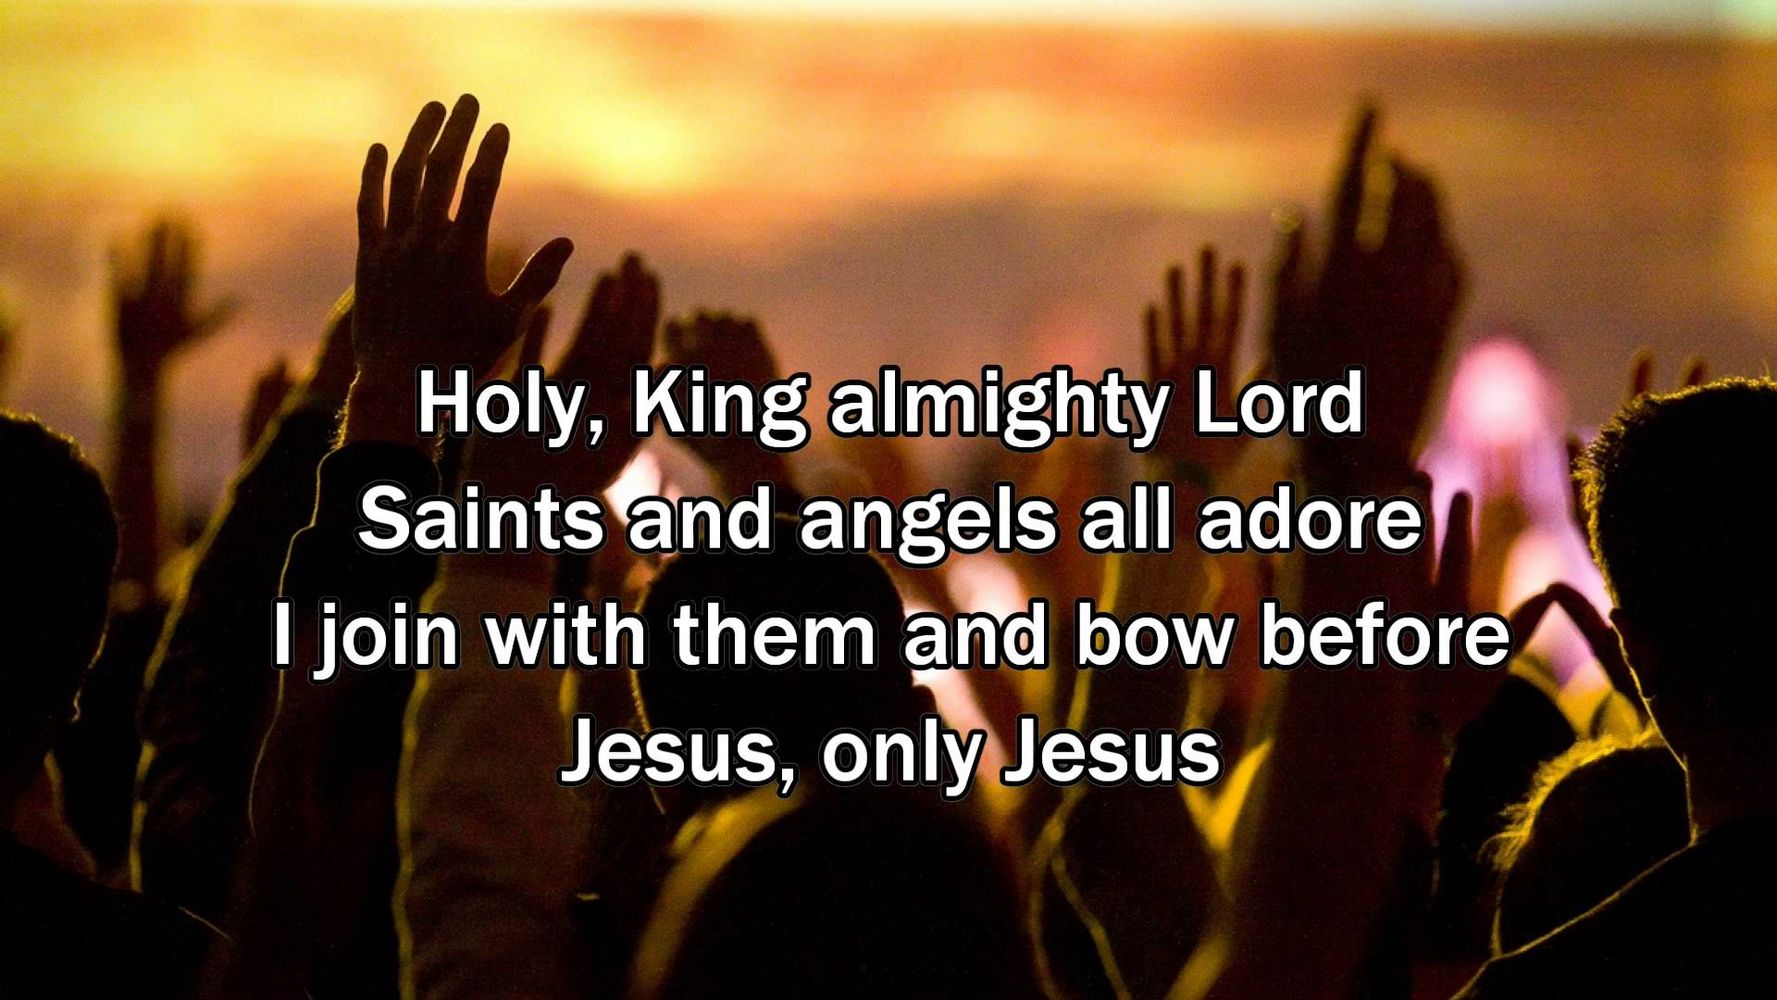 Holy, King almighty Lord
Saints and angels all adore
I join with them and bow before
Jesus, only Jesus